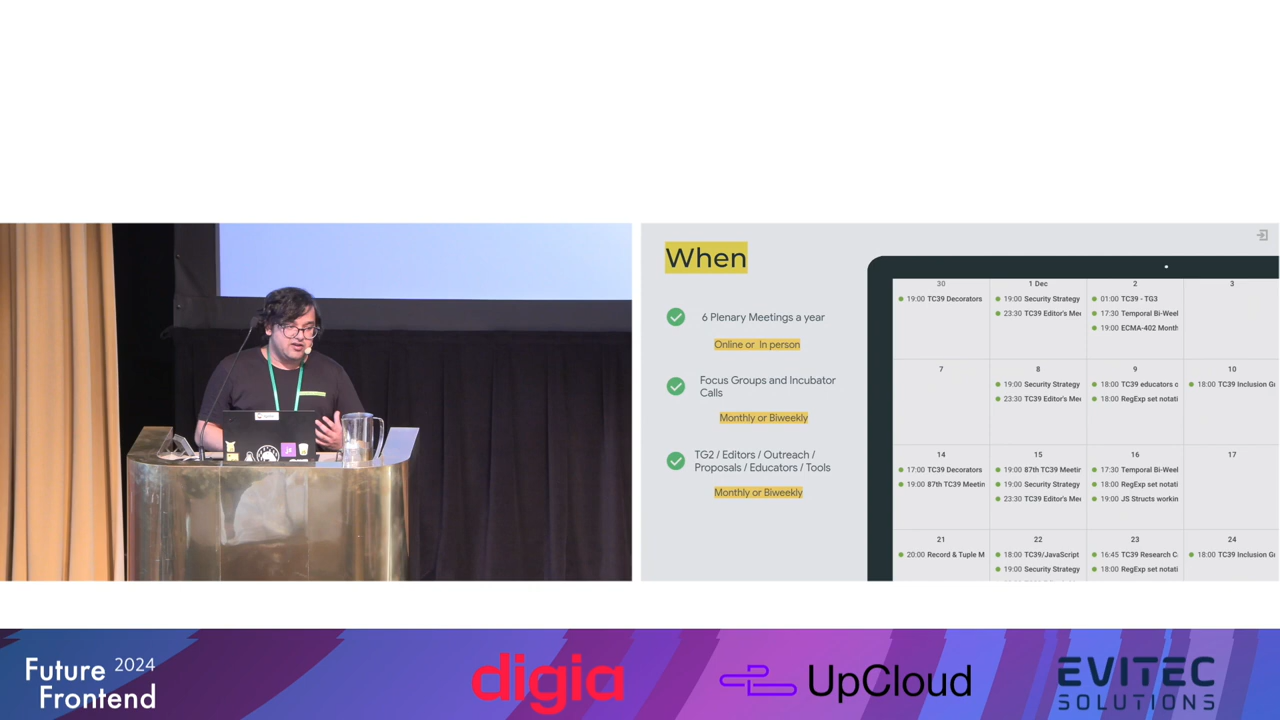 When
6 Plenary Meetings a year
Online or In person
Focus Groups and Incubator
Calls
Monthly or Biweekly
TG2 / Editors / Outreach /
Proposals / Educators / Tools
Monthly or Biweekly
30
19:00 TC39 Decorators
1 Dec
19:00 Security Strategy
23:30 TC39 Editor's Mee
2
01:00 TC39 - TG3
17:30 Temporal Bi-Weel
19:00 ECMA-402 Month
3
7
8
19:00 Security Strategy
23:30 TC39 Editor's Mee
9
18:00 TC39 educators c
18:00 RegExp set notati
10
18:00 TC39 Inclusion Gr
14
17:00 TC39 Decorators
19:00 87th TC39 Meetin
15
19:00 87th TC39 Meetin
19:00 Security Strategy
23:30 TC39 Editor's Mee
16
17:30 Temporal Bi-Weel
18:00 RegExp set notati
19:00 JS Structs workin
17
21
20:00 Record & Tuple M
22
18:00 TC39/JavaScript
19:00 Security Strategy
23
16:45 TC39 Research C
18:00 RegExp set notati
24
18:00 TC39 Inclusion Gr
Future 2024
Frontend
digia
UpCloud
EVITEC
SOLUTIONS